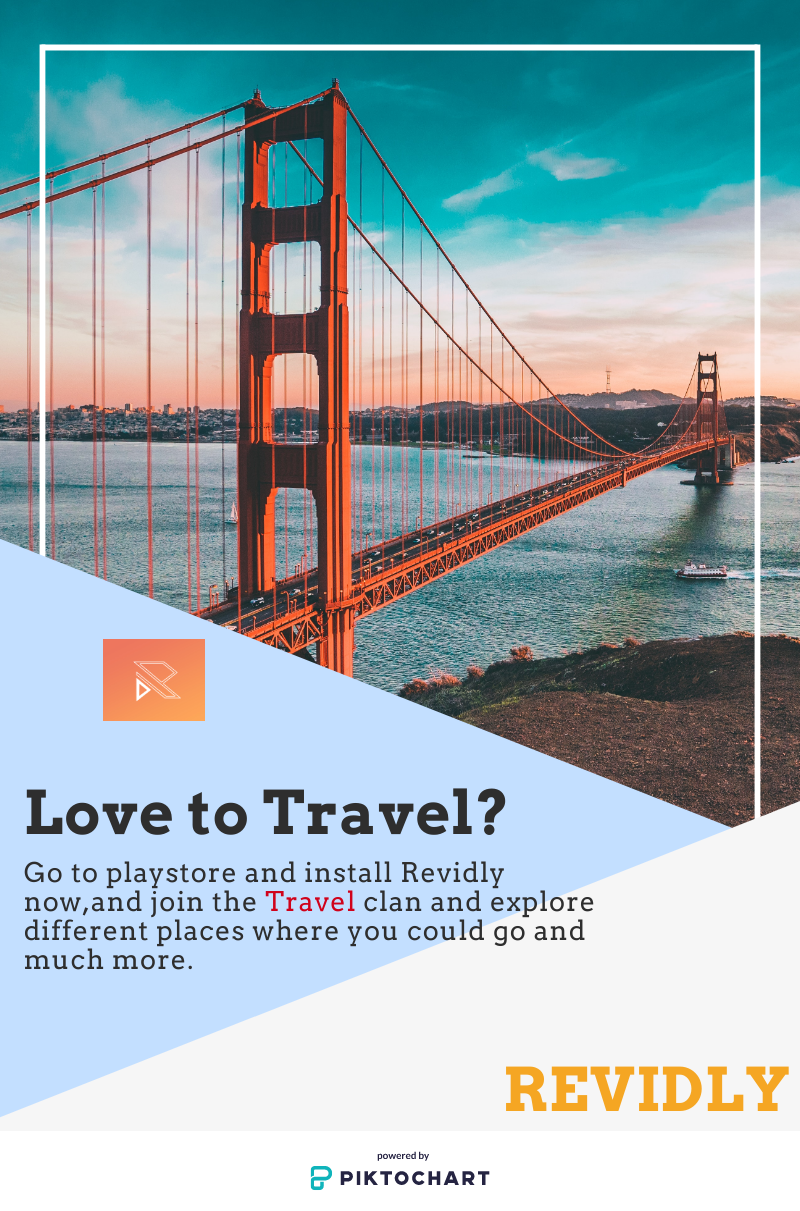 Love to Travel?
Go to playstore and install Revidly
now,and join the Travel clan and explore
different places where you could go and
much more.
REVIDLY
powered by
PIKTOCHART